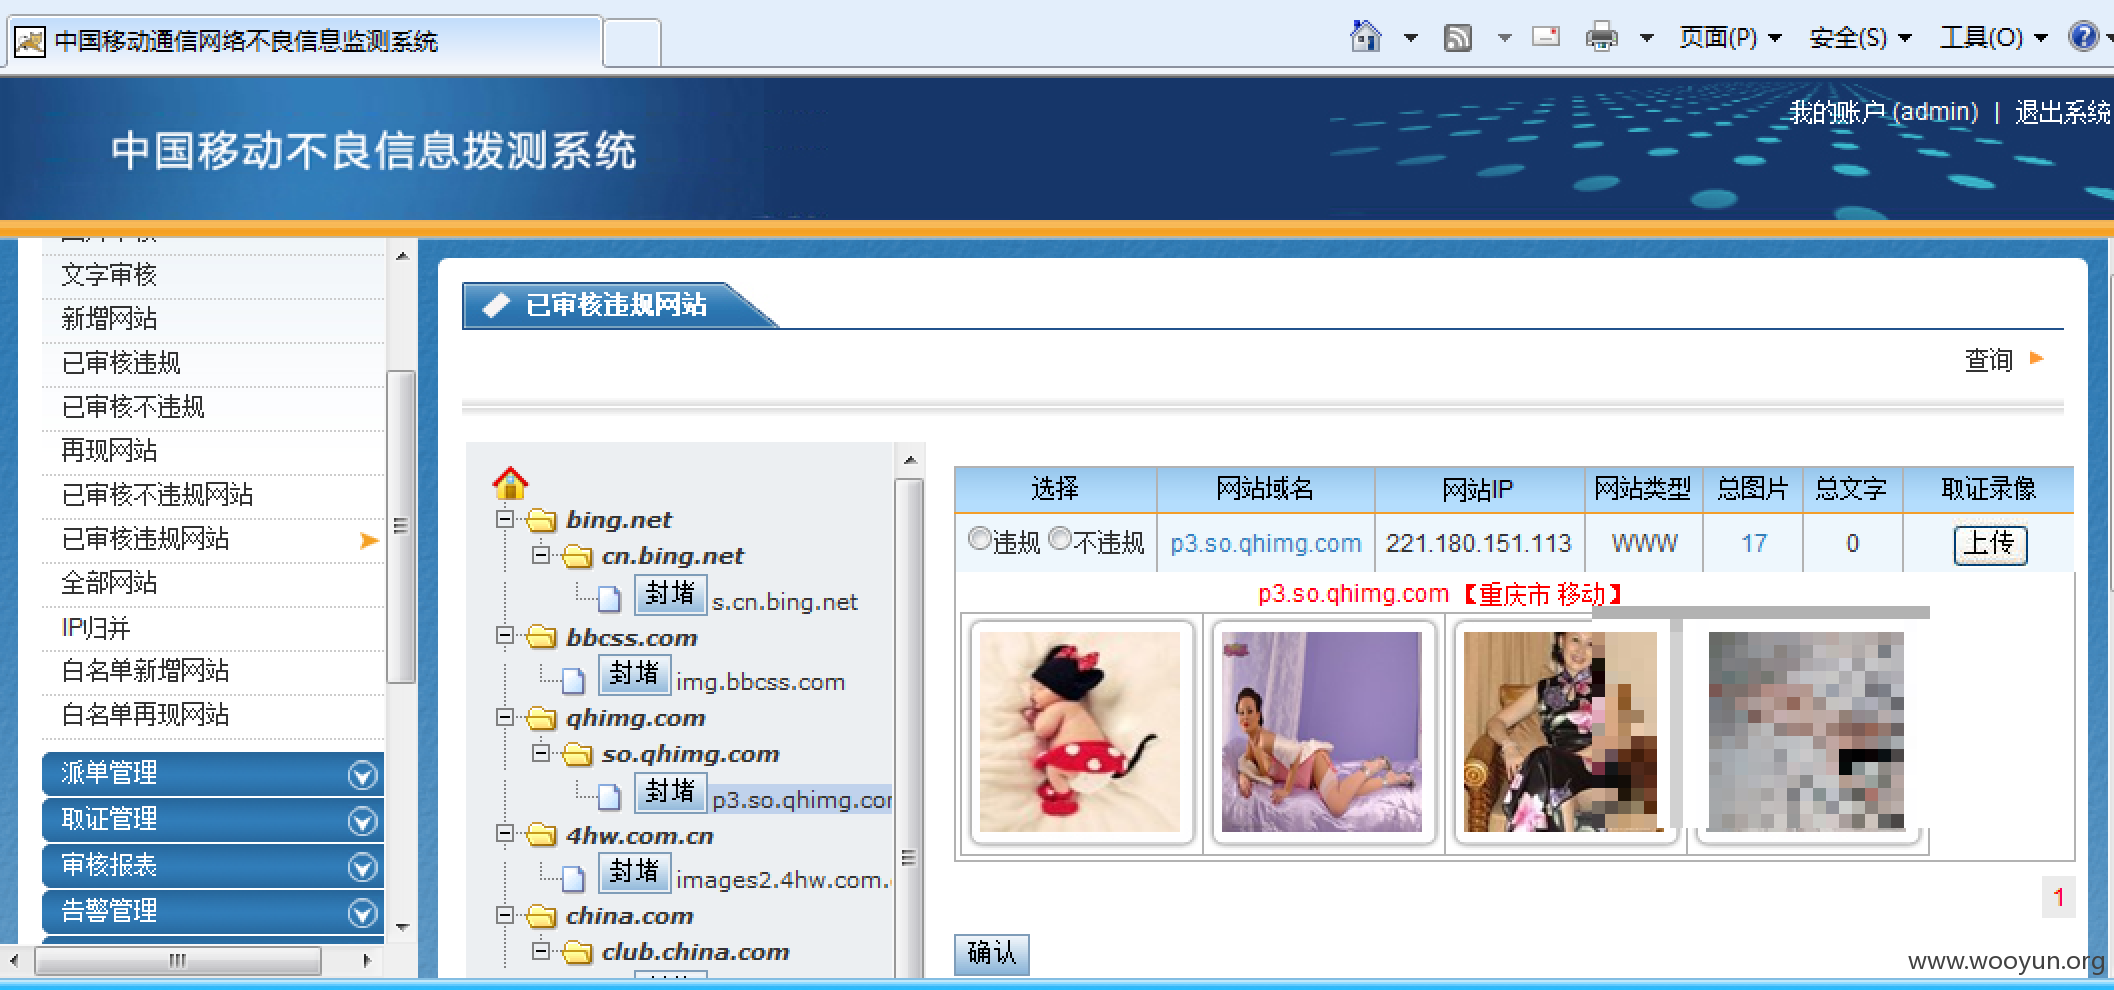 中国移动通信网络不良信息监测系统
页面(P) 安全(S) 工具(O)
我的账户 (admin) | 退出系统
中国移动不良信息拨测系统
文字审核
新增网站
已审核违规
已审核不违规
再现网站
已审核不违规网站
已审核违规网站
全部网站
IP归并
白名单新增网站
白名单再现网站
派单管理
取证管理
审核报表
告警管理
已审核违规网站
查询
bing.net
cn.bing.net
封堵 s.cn.bing.net
bbcss.com
封堵 img.bbcss.com
qhimg.com
so.qhimg.com
封堵 p3.so.qhimg.com
4hw.com.cn
封堵 images2.4hw.com.
china.com
club.china.com
选择 网站域名 网站IP 网站类型 总图片 总文字 取证录像
违规 不违规 p3.so.qhimg.com 221.180.151.113 WWW 17 0 上传
p3.so.qhimg.com 【重庆市 移动】
1
确认
www.wooyun.org